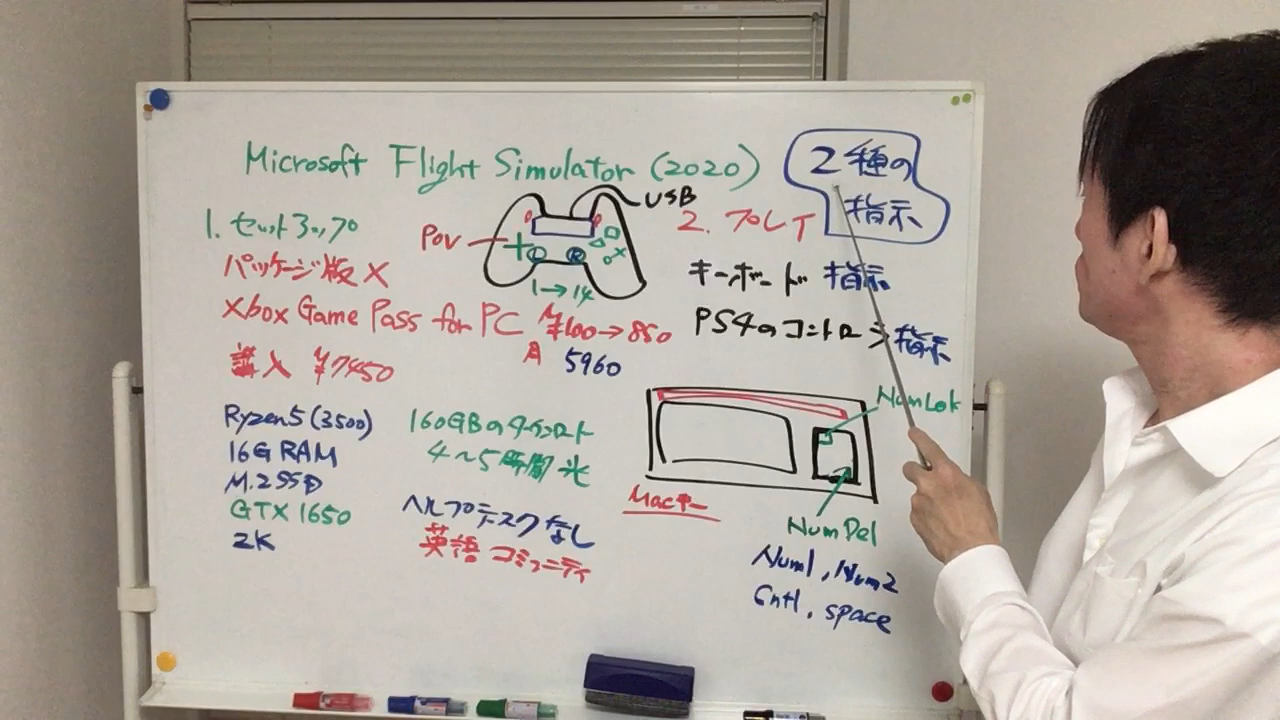 Microsoft Flight Simulator (2020)
2種の
指示
1. セットアップ
パッケージ版 X
Xbox Game Pass for PC
月 ¥100→850
5960
購入 ¥7450
USB
POV
L
R
1→14
Ryzen5 (3500)
16G RAM
M.2SSD
GTX 1650
2K
160GBのダウンロード
4〜5時間 光
ヘルプデスクなし
英語 コミュニティ
2. プレイ
キーボード 指示
PS4のコントロー 指示
NumLok
Macキー
NumDel
Num1, Num2
Cntl, space